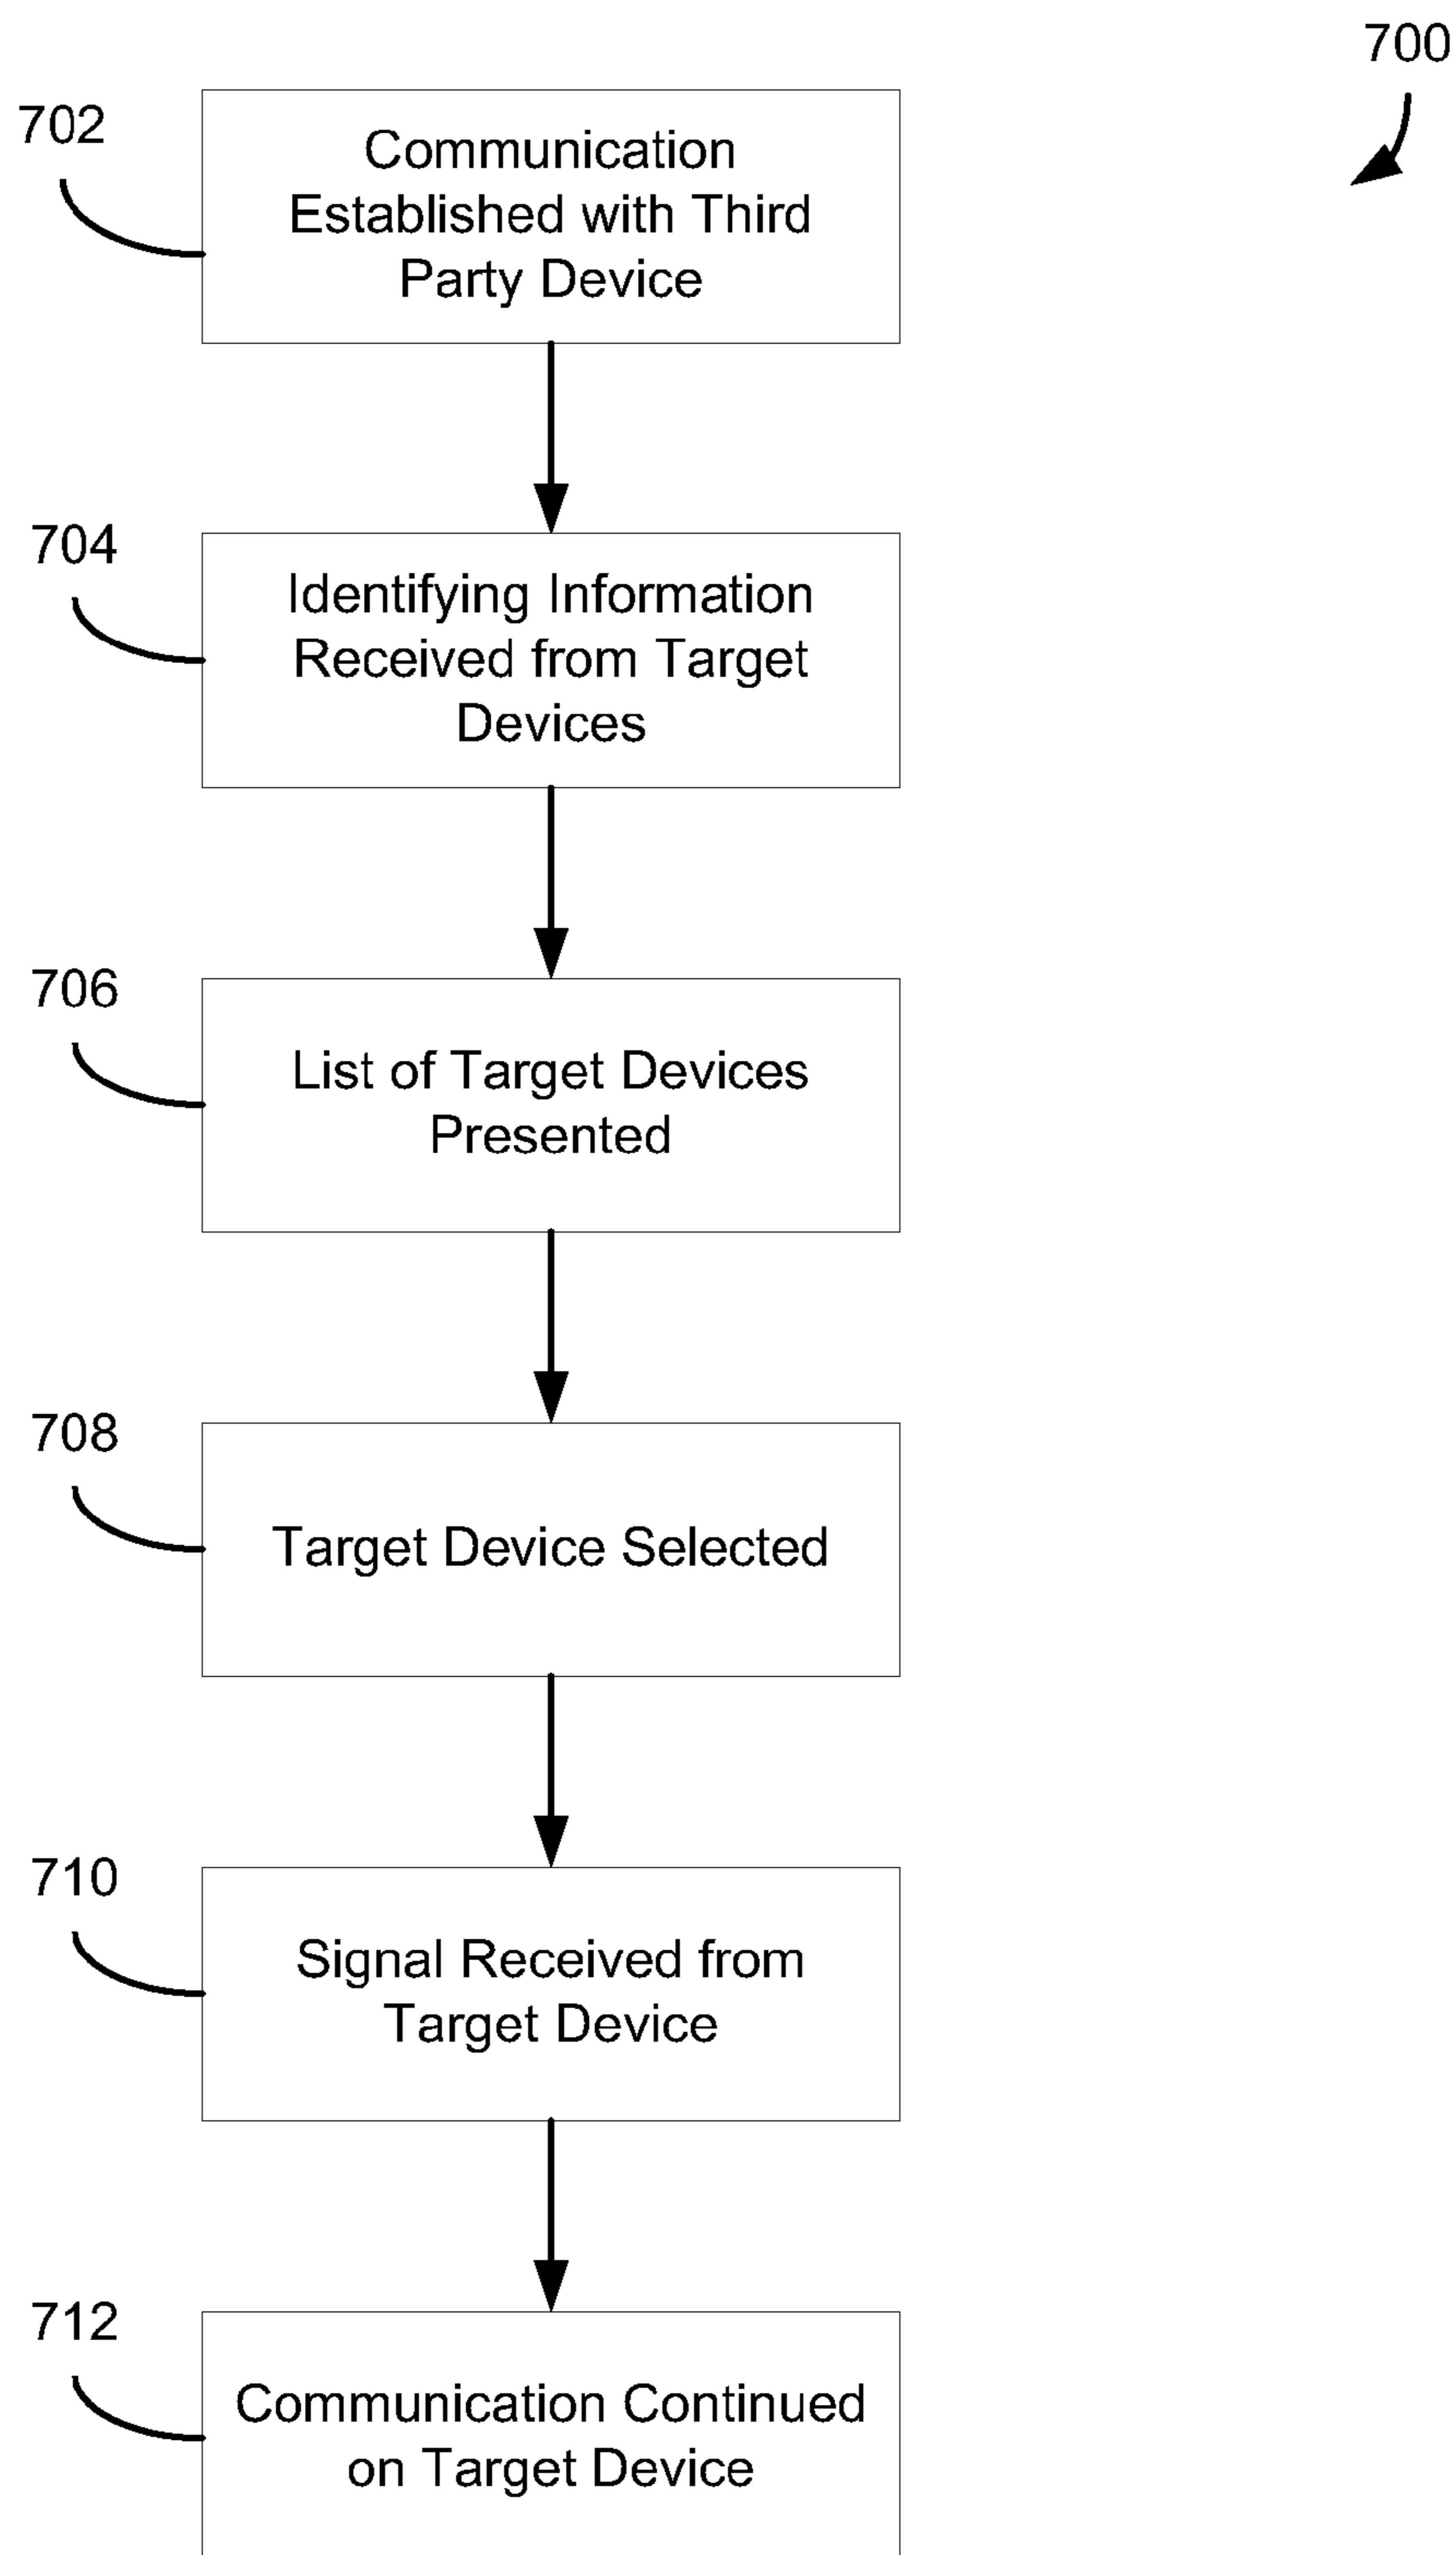 700
702
Communication
Established with Third
Party Device
704
Identifying Information
Received from Target
Devices
706
List of Target Devices
Presented
708
Target Device Selected
710
Signal Received from
Target Device
712
Communication Continued
on Target Device